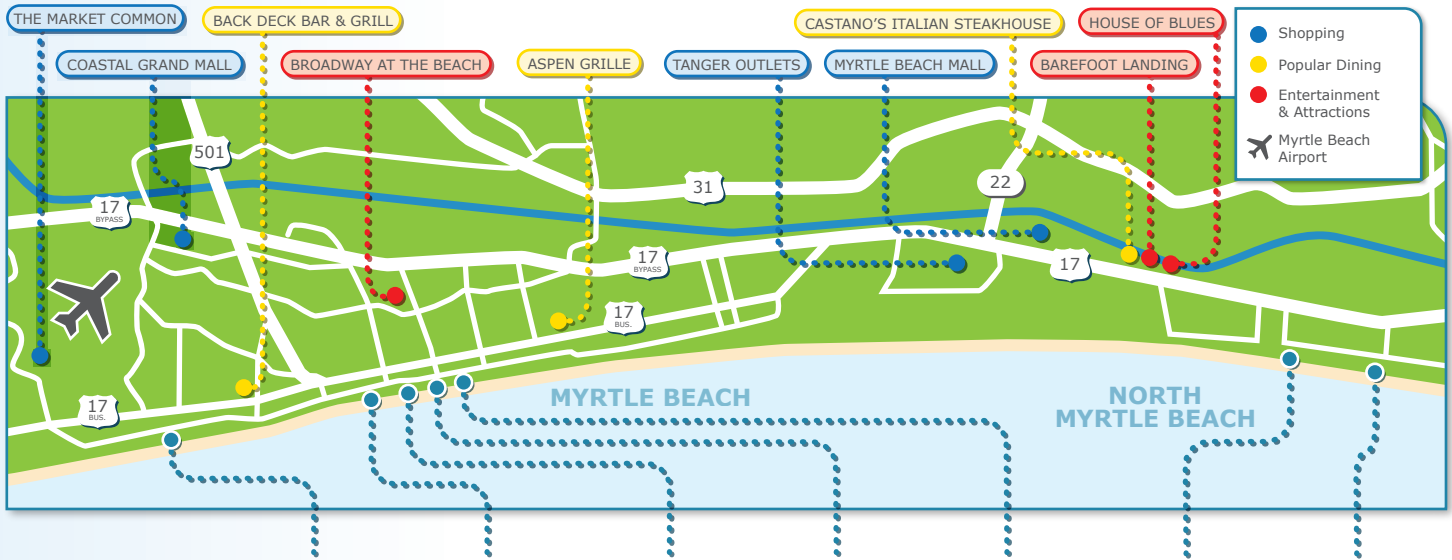 THE MARKET COMMON
BACK DECK BAR & GRILL
CASTANO'S ITALIAN STEAKHOUSE
HOUSE OF BLUES
COASTAL GRAND MALL
BROADWAY AT THE BEACH
ASPEN GRILLE
TANGER OUTLETS
MYRTLE BEACH MALL
BAREFOOT LANDING
Shopping
Popular Dining
Entertainment
& Attractions
Myrtle Beach
Airport
501
31
22
17
BYPASS
17
BYPASS
17
17
BUS.
17
BUS.
MYRTLE BEACH
NORTH
MYRTLE BEACH